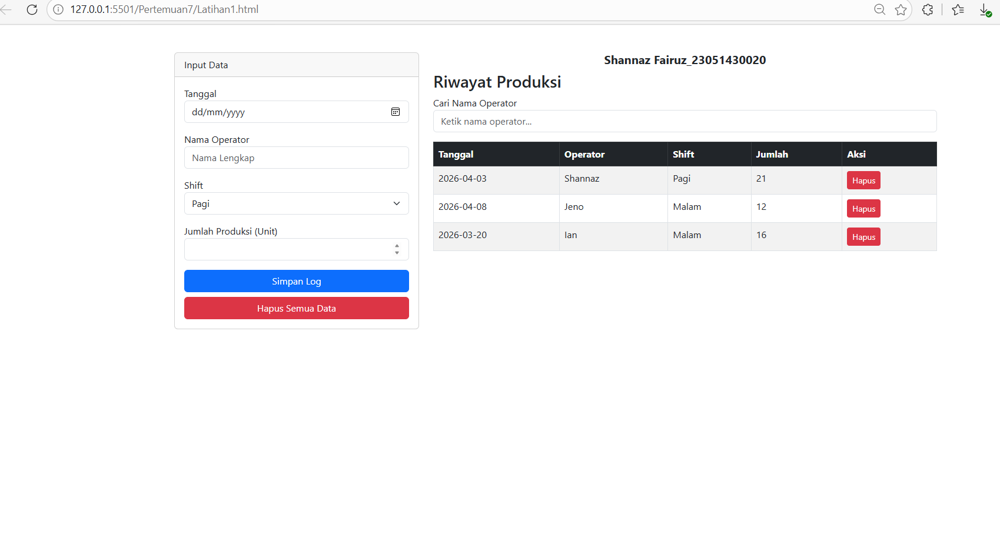 127.0.0.1:5501/Pertemuan7/Latihan1.html
Input Data
Tanggal
dd/mm/yyyy
Nama Operator
Nama Lengkap
Shift
Pagi
Jumlah Produksi (Unit)
Simpan Log
Hapus Semua Data
Shannaz Fairuz_23051430020
Riwayat Produksi
Cari Nama Operator
Ketik nama operator...
Tanggal Operator Shift Jumlah Aksi
2026-04-03 Shannaz Pagi 21 Hapus
2026-04-08 Jeno Malam 12 Hapus
2026-03-20 Ian Malam 16 Hapus